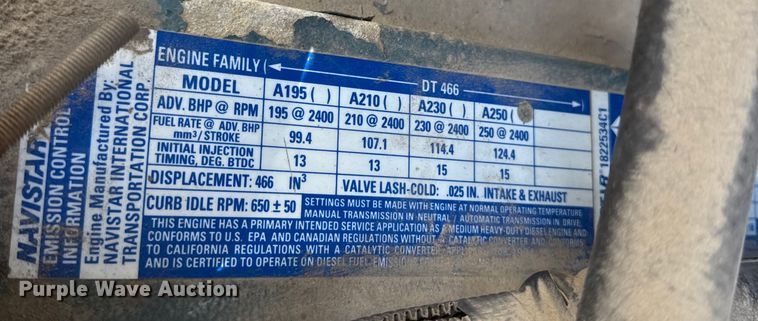 NAVISTAR
EMISSION CONTROL
INFORMATION
Engine Manufactured By:
NAVISTAR INTERNATIONAL
TRANSPORTATION CORP.
ENGINE FAMILY ( DT 466
MODEL A195 ( ) A210 ( ) A230 ( ) A250 (
ADV. BHP @ RPM 195 @ 2400 210 @ 2400 230 @ 2400 250 @ 2400
FUEL RATE @ ADV. BHP
mm³/STROKE 99.4 107.1 114.4 124.4
INITIAL INJECTION
TIMING, DEG. BTDC 13 13 15 15
DISPLACEMENT: 466 IN³ VALVE LASH-COLD: .025 IN. INTAKE & EXHAUST
CURB IDLE RPM: 650 ± 50 SETTINGS MUST BE MADE WITH ENGINE AT NORMAL OPERATING TEMPERATURE
MANUAL TRANSMISSION IN NEUTRAL / AUTOMATIC TRANSMISSION IN DRIVE.
THIS ENGINE HAS A PRIMARY INTENDED SERVICE APPLICATION AS A MEDIUM HEAVY-DUTY DIESEL ENGINE AND
CONFORMS TO U.S. EPA AND CANADIAN REGULATIONS WITHOUT A CATALYTIC CONVERTER AND CONFORMS
TO CALIFORNIA REGULATIONS WITH A CATALYTIC CONVERTER
AND IS CERTIFIED TO OPERATE ON DIESEL FUEL.
1822534C1
Purple Wave Auction